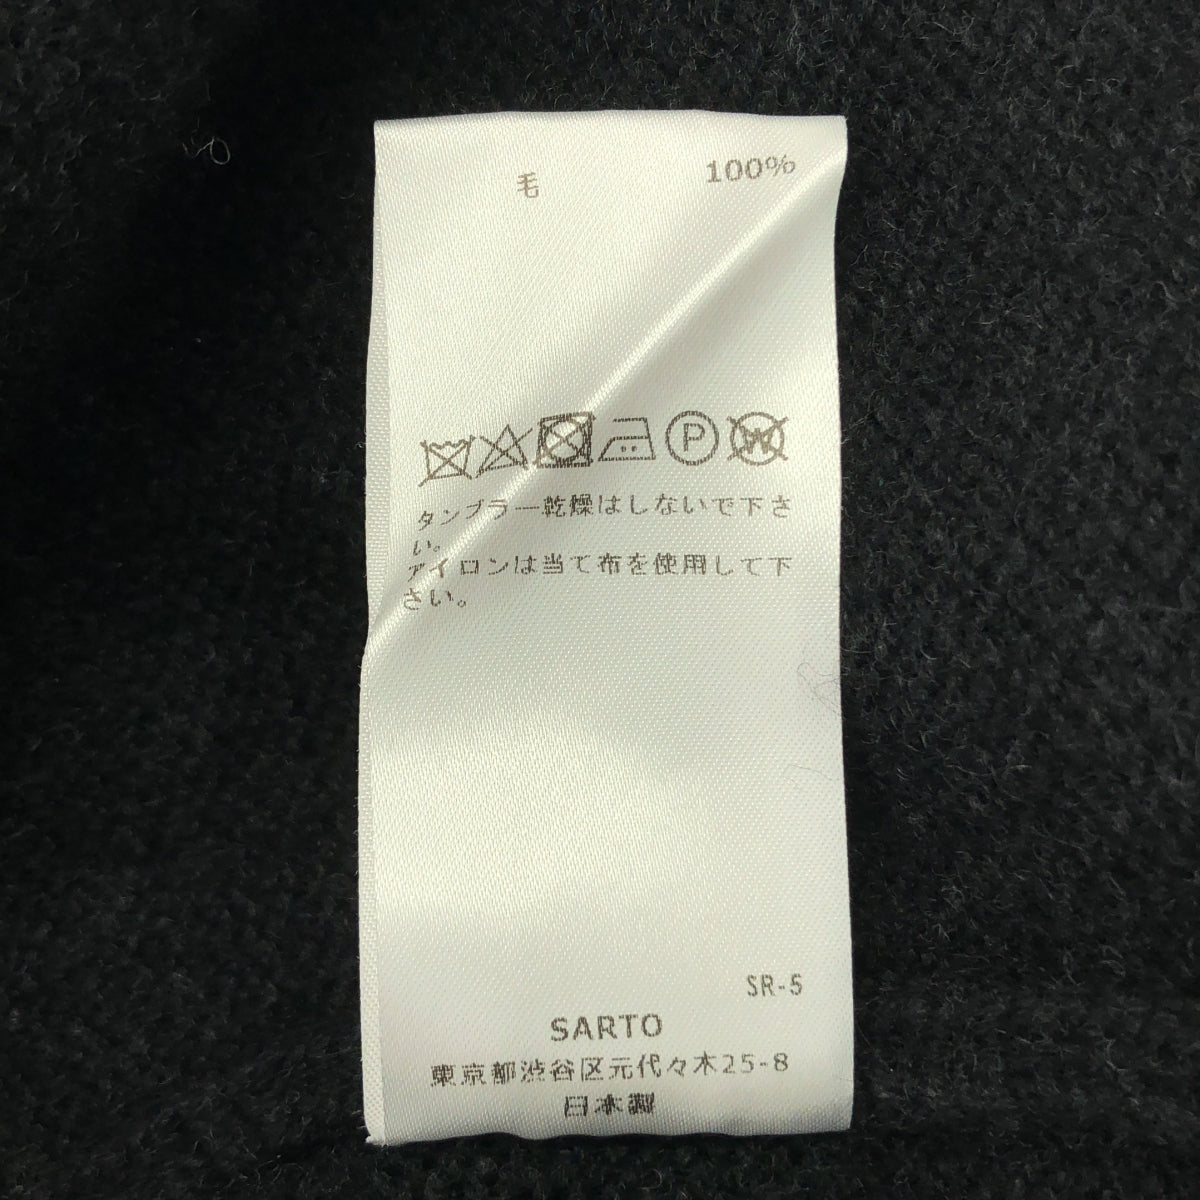 毛 100%
P W
タンブラー乾燥はしないで下さ
い。
アイロンは当て布を使用して下
さい。
SR-5
SARTO
東京都渋谷区元代々木25-8
日本製